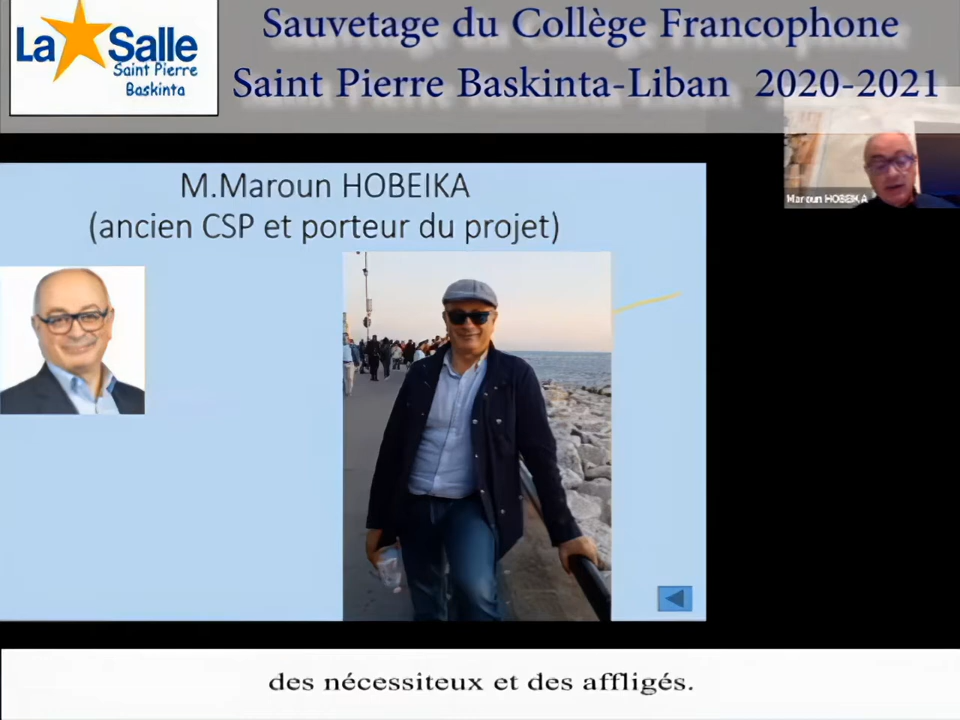 La Salle
Saint Pierre
Baskinta
Sauvetage du Collège Francophone
Saint Pierre Baskinta-Liban 2020-2021
Maroun HOBEIKA
M.Maroun HOBEIKA
(ancien CSP et porteur du projet)
des nécessiteux et des affligés.